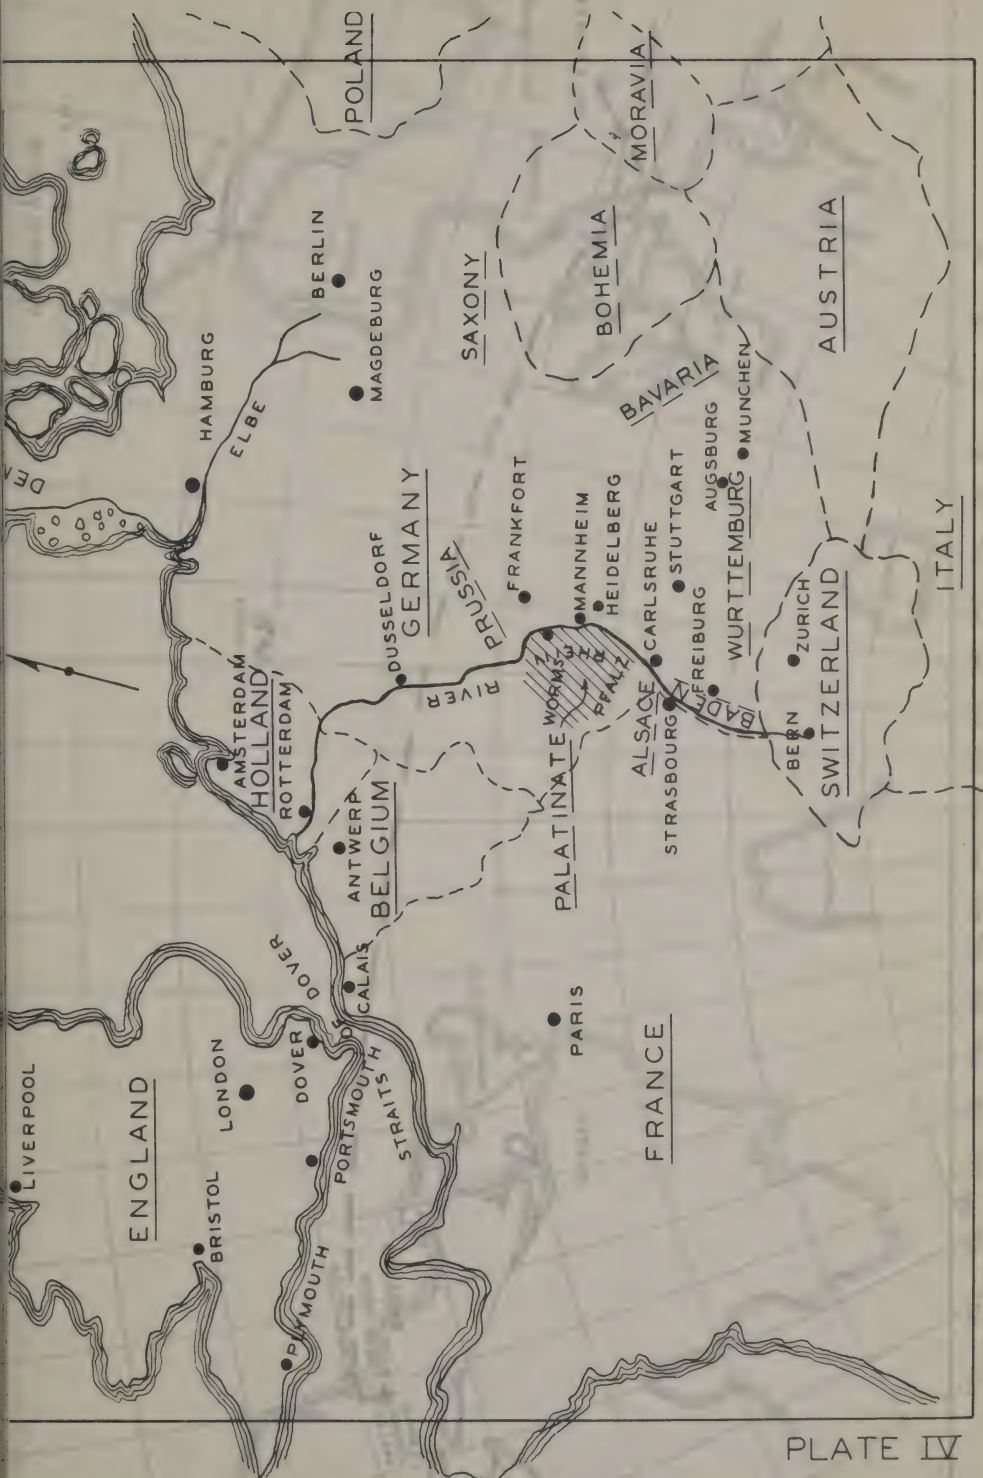 LIVERPOOL
DEN
ENGLAND
BRISTOL
LONDON
HAMBURG
PLYMOUTH
PORTSMOUTH
DOVER
STRAITS
DOVER
CALAIS
AMSTERDAM
HOLLAND
ROTTERDAM
ELBE
BERLIN
MAGDEBURG
POLAND
ANTWERP
BELGIUM
DUSSELDORF
GERMANY
RIVER
PRUSSIA
SAXONY
FRANKFORT
PARIS
PALATINATE
WORMS
PFALZ
MANNHEIM
HEIDELBERG
BOHEMIA
MORAVIA
FRANCE
ALSACE
STRASBOURG
CARLSRUHE
STUTTGART
BAVARIA
FREIBURG
BADEN
WURTTEMBURG
AUGSBURG
MUNCHEN
BERN
ZURICH
SWITZERLAND
AUSTRIA
ITALY
PLATE IV